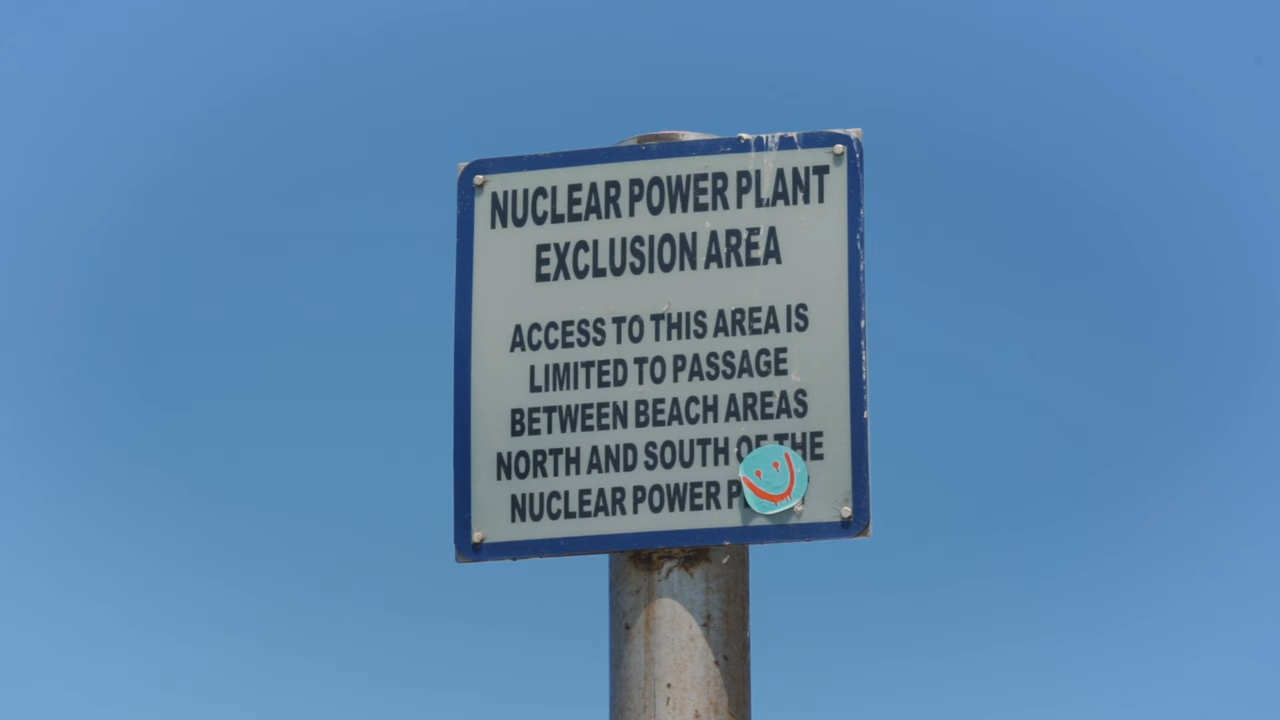 NUCLEAR POWER PLANT
EXCLUSION AREA
ACCESS TO THIS AREA IS
LIMITED TO PASSAGE
BETWEEN BEACH AREAS
NORTH AND SOUTH OF THE
NUCLEAR POWER